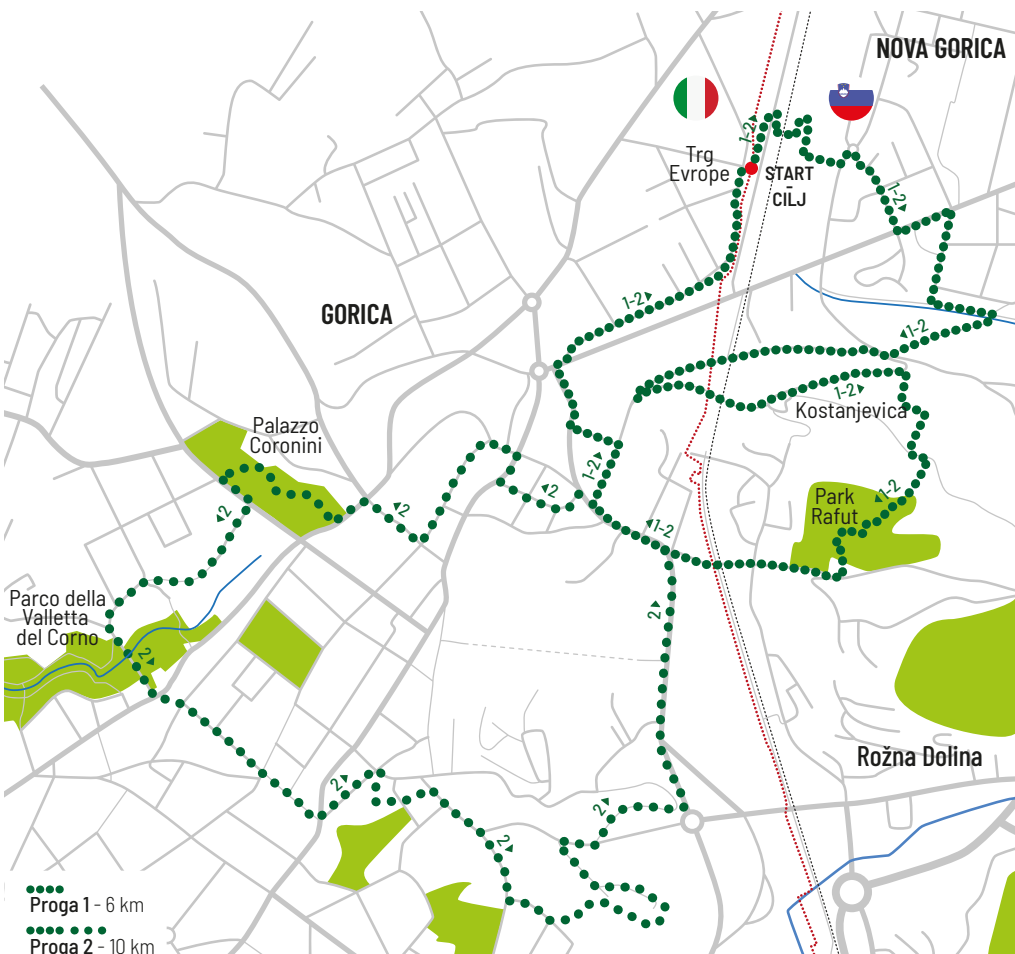 NOVA GORICA
1-2
Trg
Evrope
START
-
CILJ
1-2
1-2
GORICA
1-2
1-2
Kostanjevica
Palazzo
Coronini
1-2
2
2
2
1-2
Park
Rafut
1-2
Parco della
Valletta
del Corno
2
2
Rožna Dolina
2
2
2
Proga 1 - 6 km
Proga 2 - 10 km